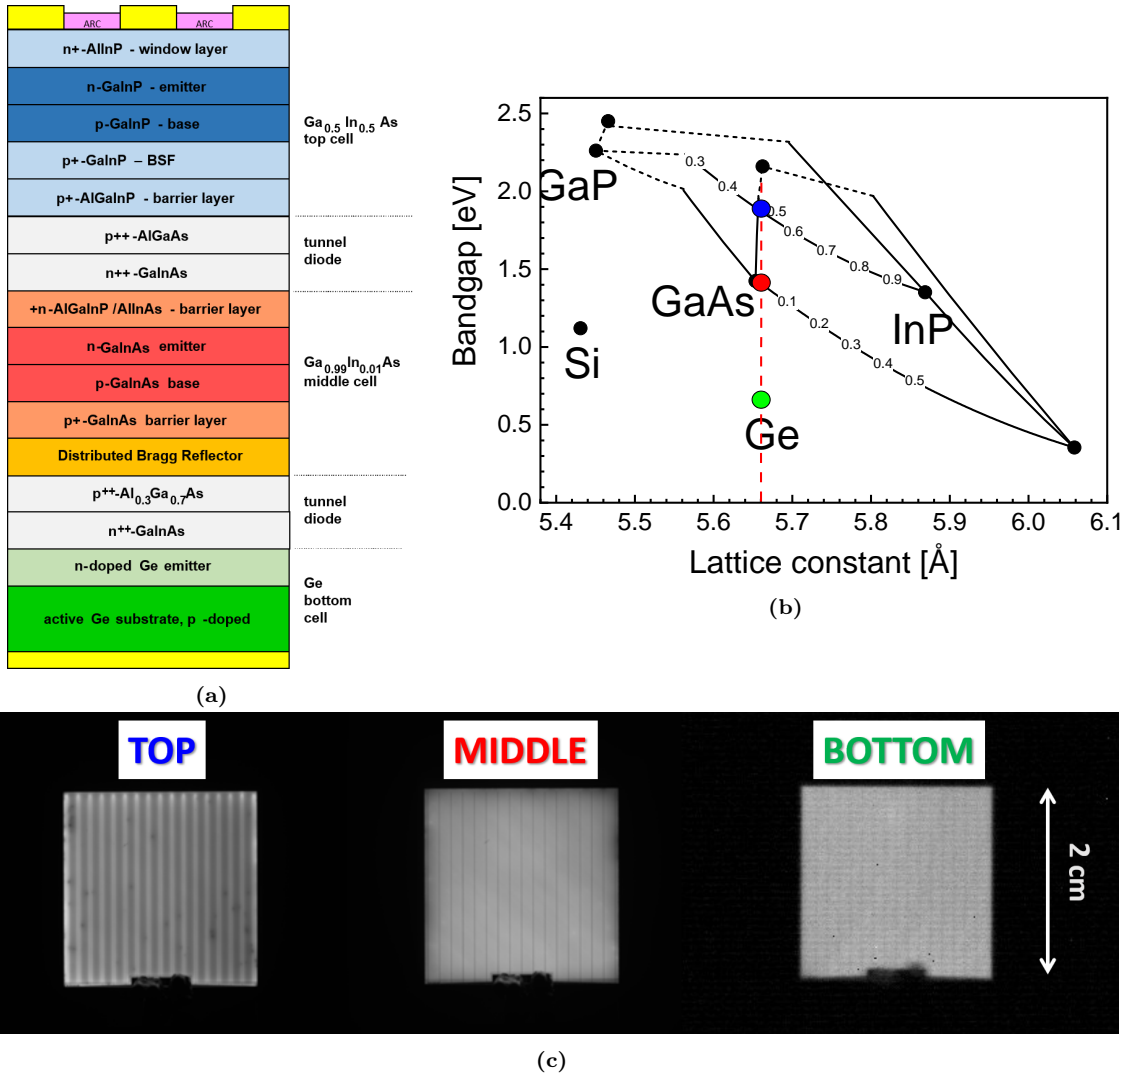 ARC ARC
n+-AlInP - window layer
n-GaInP - emitter
p-GaInP - base
p+-GaInP – BSF
p+-AlGaInP - barrier layer
Ga0.5 In0.5 As
top cell
p++-AlGaAs
n++-GaInAs
tunnel
diode
+n-AlGaInP /AlInAs - barrier layer
n-GaInAs emitter
p-GaInAs base
p+-GaInAs barrier layer
Distributed Bragg Reflector
Ga0.99In0.01As
middle cell
p++-Al0.3Ga0.7As
n++-GaInAs
tunnel
diode
n-doped Ge emitter
active Ge substrate, p -doped
Ge
bottom
cell
(a)
Bandgap [eV]
2.5
2.0
1.5
1.0
0.5
0.0
GaP
GaAs
InP
Si
Ge
0.3
0.4
0.5
0.6
0.7
0.8
0.9
0.1
0.2
0.3
0.4
0.5
5.4 5.5 5.6 5.7 5.8 5.9 6.0 6.1
Lattice constant [Å]
(b)
TOP MIDDLE BOTTOM
2 cm
(c)